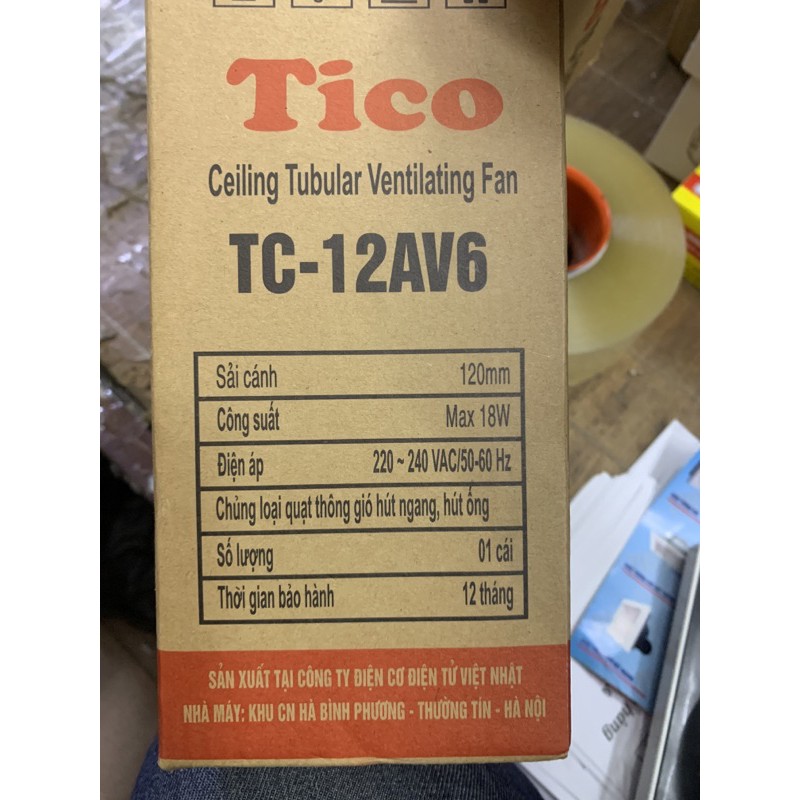 Tico
Ceiling Tubular Ventilating Fan
TC-12AV6
Sải cánh 120mm
Công suất Max 18W
Điện áp 220 ~ 240 VAC/50-60 Hz
Chủng loại quạt thông gió hút ngang, hút ống
Số lượng 01 cái
Thời gian bảo hành 12 tháng
SẢN XUẤT TẠI CÔNG TY ĐIỆN CƠ ĐIỆN TỬ VIỆT NHẬT
NHÀ MÁY: KHU CN HÀ BÌNH PHƯƠNG - THƯỜNG TÍN - HÀ NỘI